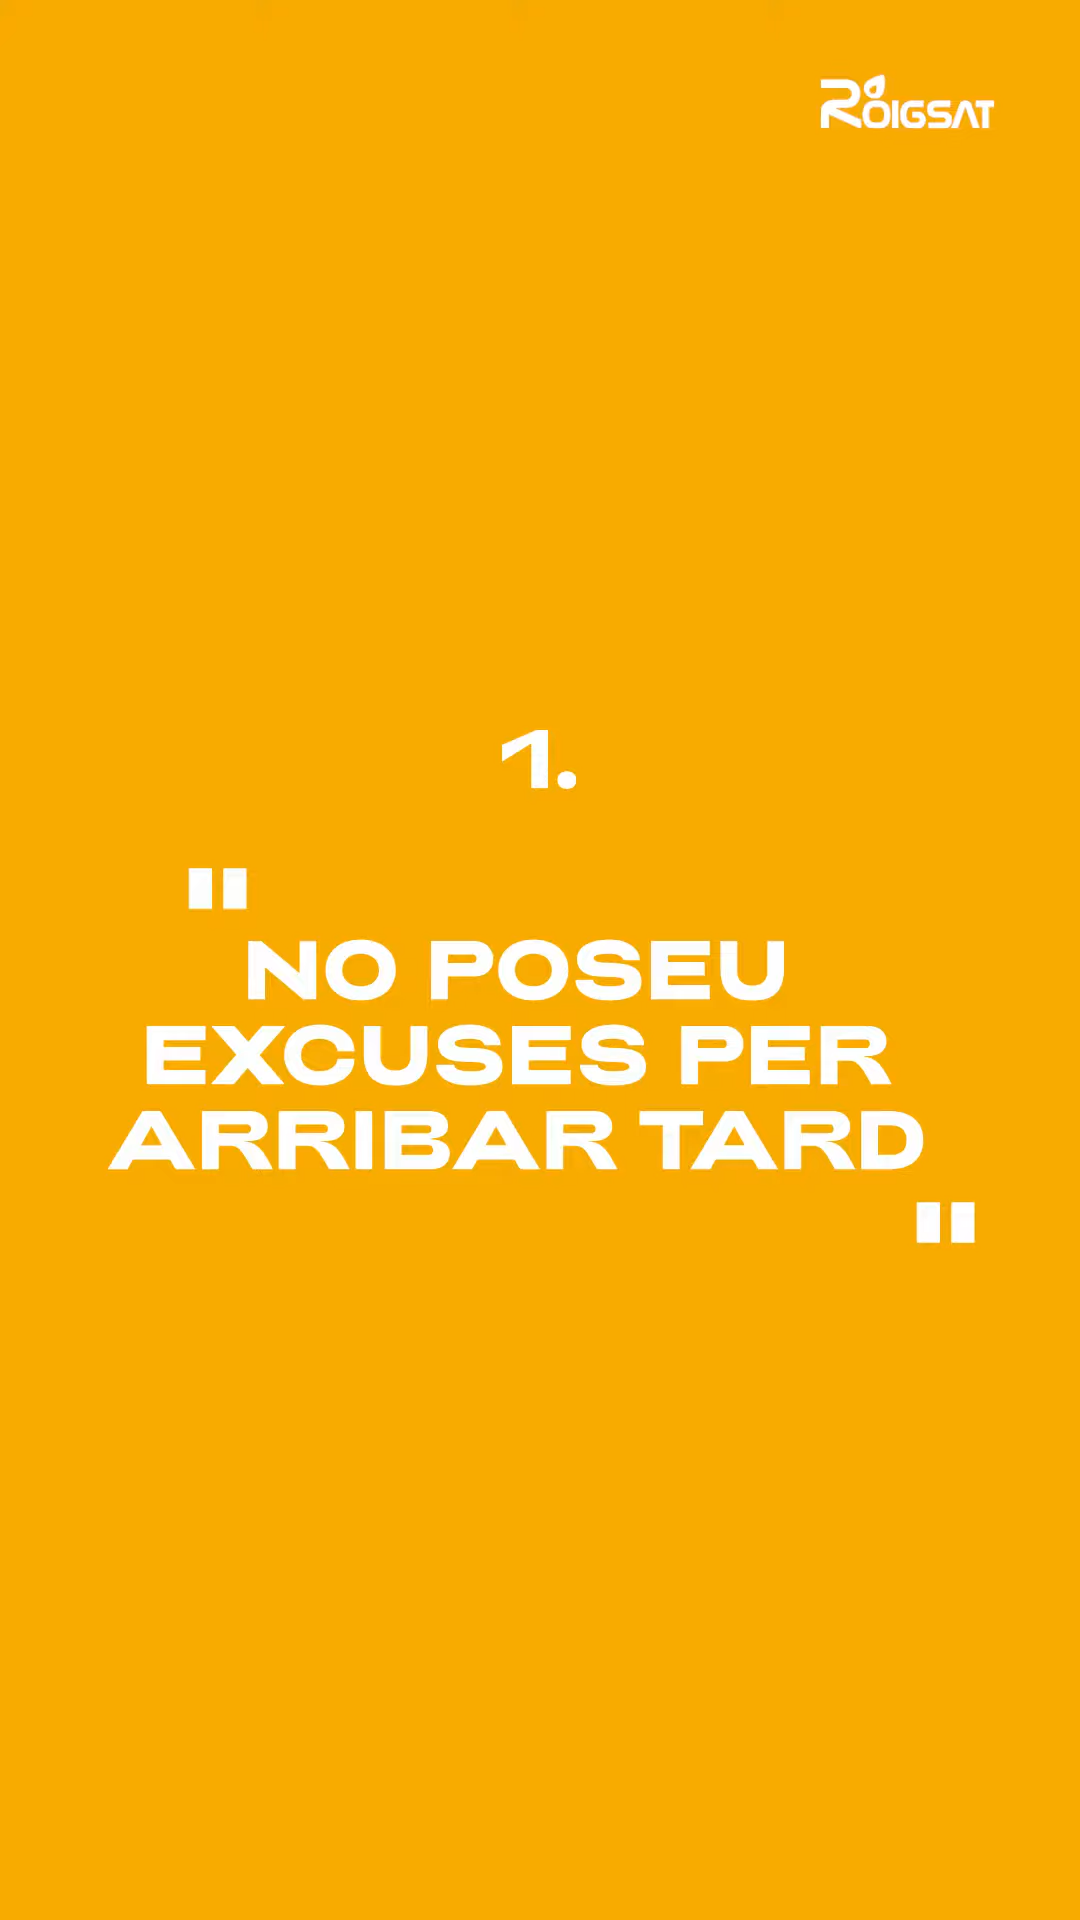 ROIGSAT
1.
"
NO POSEU
EXCUSES PER
ARRIBAR TARD
"